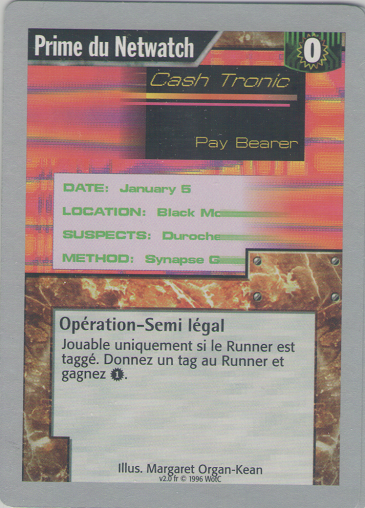 Prime du Netwatch
0
Cash Tronic
Pay Bearer
DATE: January 5
LOCATION: Black Mc
SUSPECTS: Duroche
METHOD: Synapse G
Opération-Semi légal
Jouable uniquement si le Runner est
taggé. Donnez un tag au Runner et
gagnez 1.
Illus. Margaret Organ-Kean
v2.0 fr © 1996 WotC